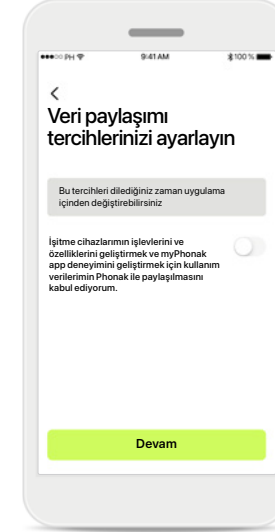 PH 9:41 AM 100 %
Veri paylaşımı
tercihlerinizi ayarlayın
Bu tercihleri dilediğiniz zaman uygulama
içinden değiştirebilirsiniz
İşitme cihazlarımın işlevlerini ve
özelliklerini geliştirmek ve myPhonak
app deneyimini geliştirmek için kullanım
verilerimin Phonak ile paylaşılmasını
kabul ediyorum.
Devam